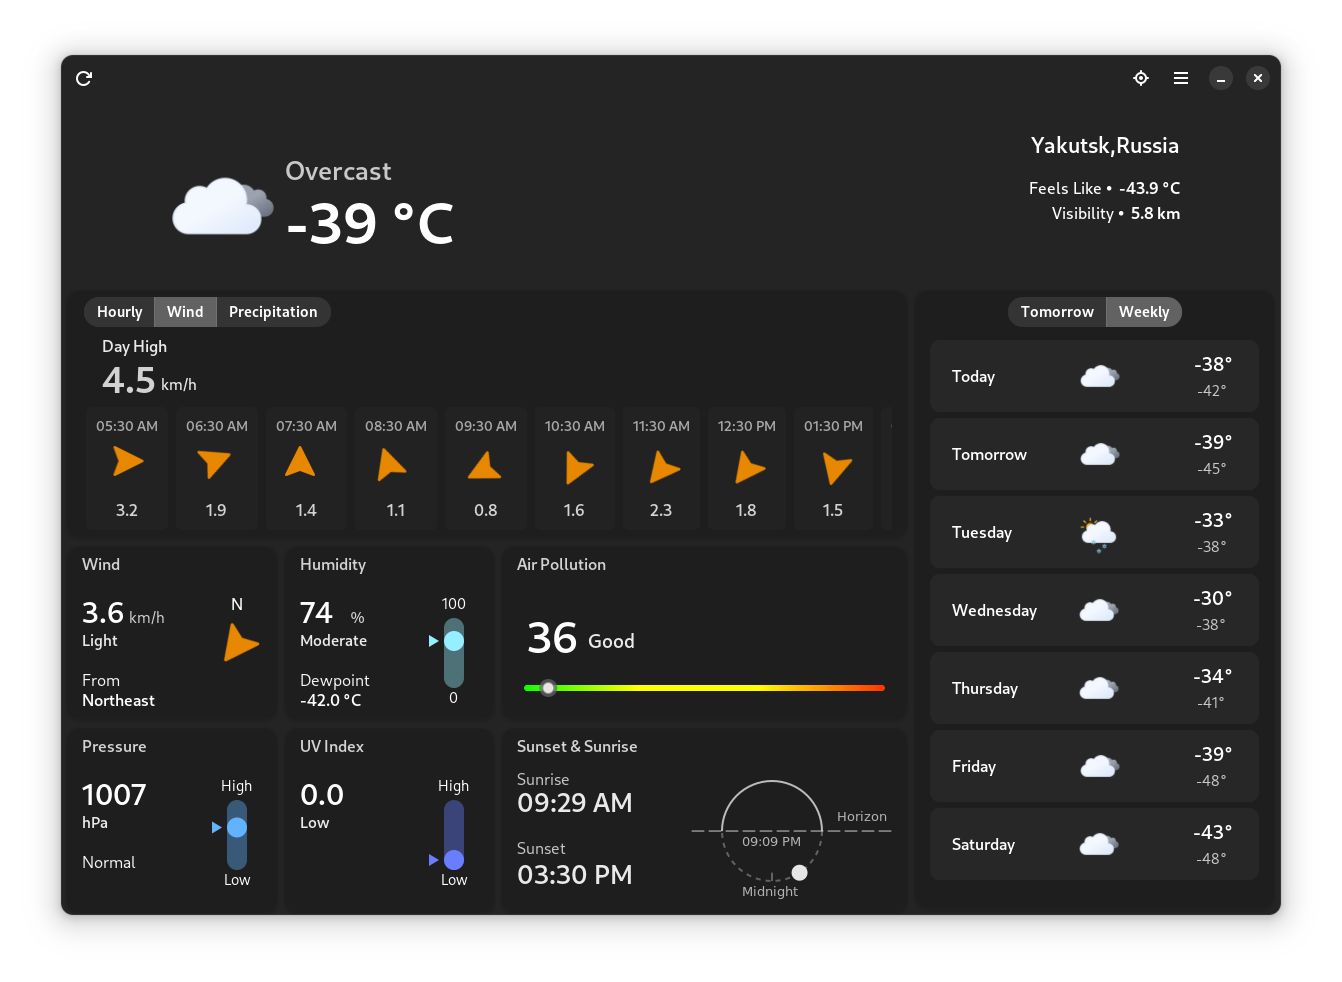 Yakutsk,Russia
Overcast
-39 °C
Feels Like • -43.9 °C
Visibility • 5.8 km
Hourly Wind Precipitation
Day High
4.5 km/h
05:30 AM 06:30 AM 07:30 AM 08:30 AM 09:30 AM 10:30 AM 11:30 AM 12:30 PM 01:30 PM
3.2 1.9 1.4 1.1 0.8 1.6 2.3 1.8 1.5
Wind
3.6 km/h
Light
N
From
Northeast
Humidity
74 %
Moderate
100
Dewpoint
-42.0 °C
0
Air Pollution
36 Good
Pressure
1007
hPa
Normal
High
Low
UV Index
0.0
Low
High
Low
Sunset & Sunrise
Sunrise
09:29 AM
Sunset
03:30 PM
Horizon
09:09 PM
Midnight
Tomorrow Weekly
Today -38°
-42°
Tomorrow -39°
-45°
Tuesday -33°
-38°
Wednesday -30°
-38°
Thursday -34°
-41°
Friday -39°
-48°
Saturday -43°
-48°